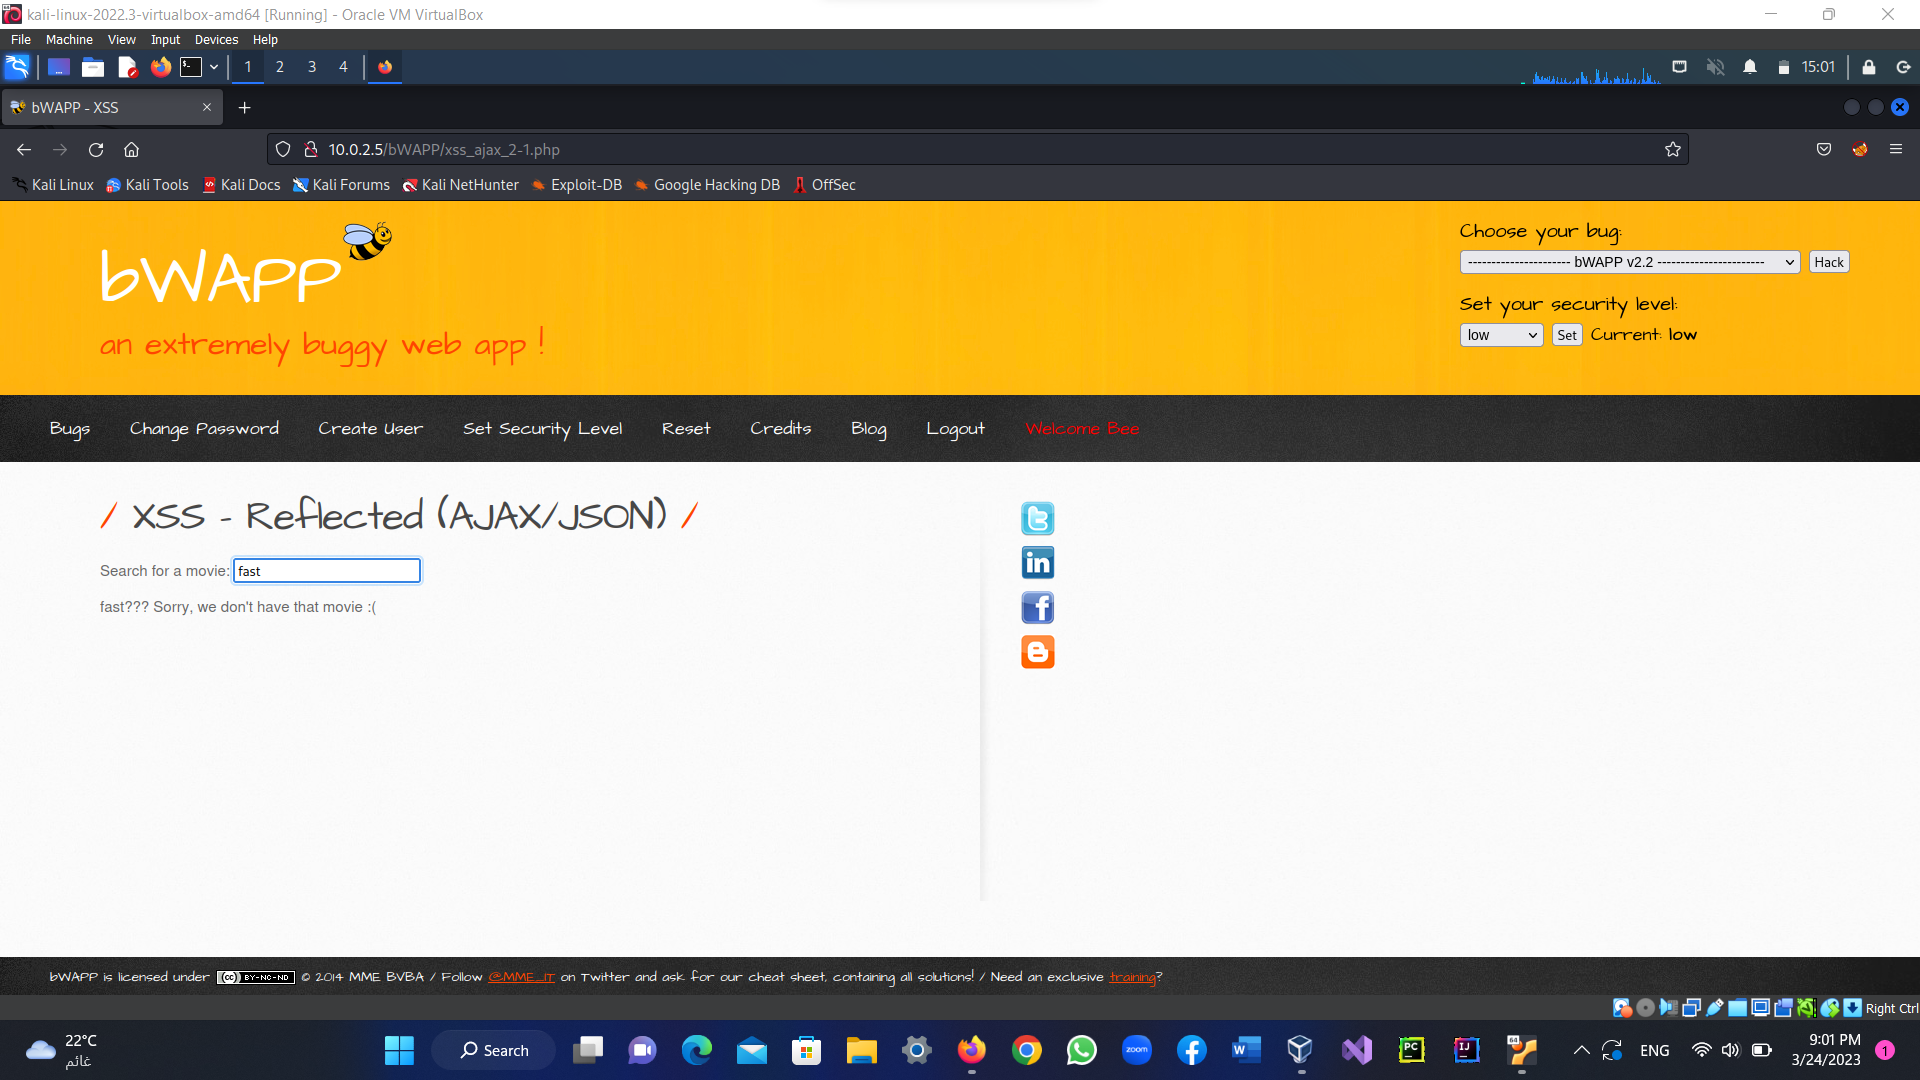 kali-linux-2022.3-virtualbox-amd64 [Running] - Oracle VM VirtualBox
File Machine View Input Devices Help
1 2 3 4
15:01
bWAPP - XSS
10.0.2.5/bWAPP/xss_ajax_2-1.php
Kali Linux Kali Tools Kali Docs Kali Forums Kali NetHunter Exploit-DB Google Hacking DB OffSec
bWAPP
an extremely buggy web app !
Choose your bug:
---------------------- bWAPP v2.2 ----------------------- Hack
Set your security level:
low Set Current: low
Bugs Change Password Create User Set Security Level Reset Credits Blog Logout Welcome Bee
/ XSS - Reflected (AJAX/JSON) /
Search for a movie: fast
fast??? Sorry, we don't have that movie :(
bWAPP is licensed under (cc) BY-NC-ND © 2014 MME BVBA / Follow @MME_IT on Twitter and ask for our cheat sheet, containing all solutions! / Need an exclusive training?
Right Ctrl
22°C
غائم
Search
zoom
ENG
9:01 PM
3/24/2023
1